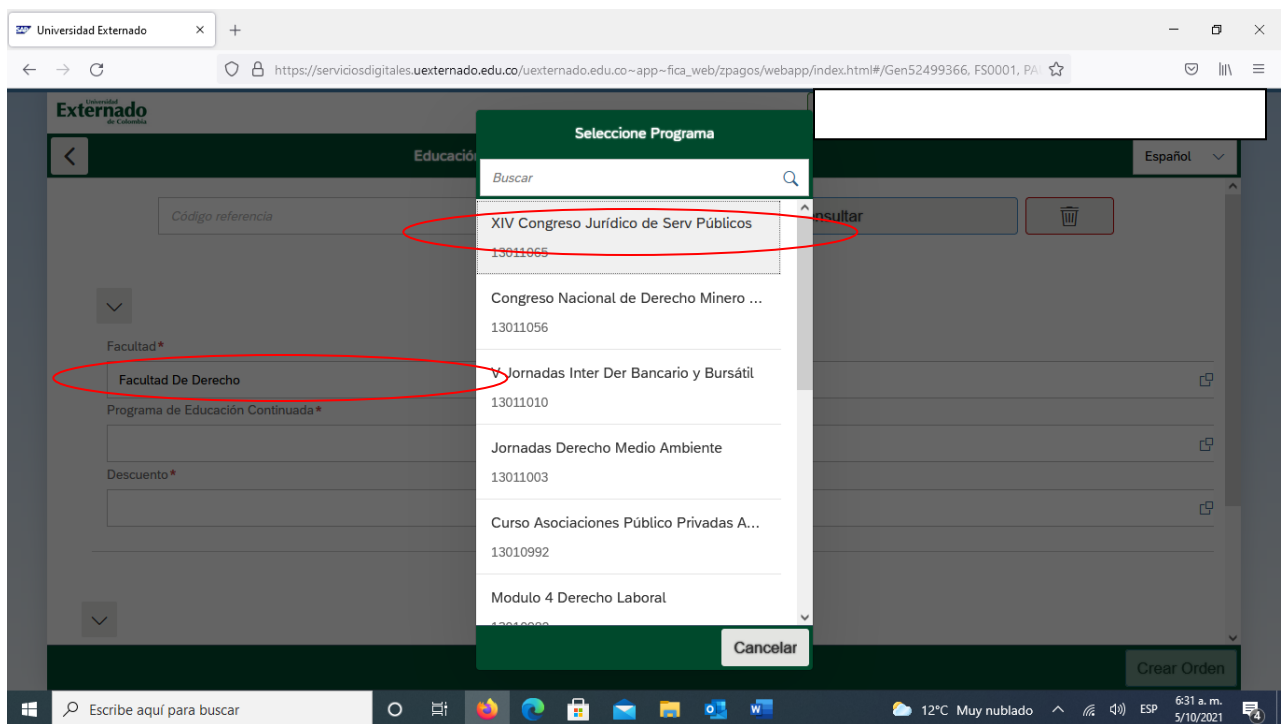 Universidad Externado
https://serviciosdigitales.uexternado.edu.co/uexternado.edu.co~app~fica_web/zpagos/webapp/index.html#/Gen52499366, FS0001, PA
Universidad
Externado
de Colombia
Seleccione Programa
Educació
Español
Buscar
Código referencia
nsultar
XIV Congreso Jurídico de Serv Públicos
13011065
Congreso Nacional de Derecho Minero ...
13011056
Facultad*
Facultad De Derecho
V Jornadas Inter Der Bancario y Bursátil
13011010
Programa de Educación Continuada*
Jornadas Derecho Medio Ambiente
13011003
Descuento*
Curso Asociaciones Público Privadas A...
13010992
Modulo 4 Derecho Laboral
Cancelar
Crear Orden
Escribe aquí para buscar
12°C Muy nublado
ESP
6:31 a. m.
5/10/2021
4